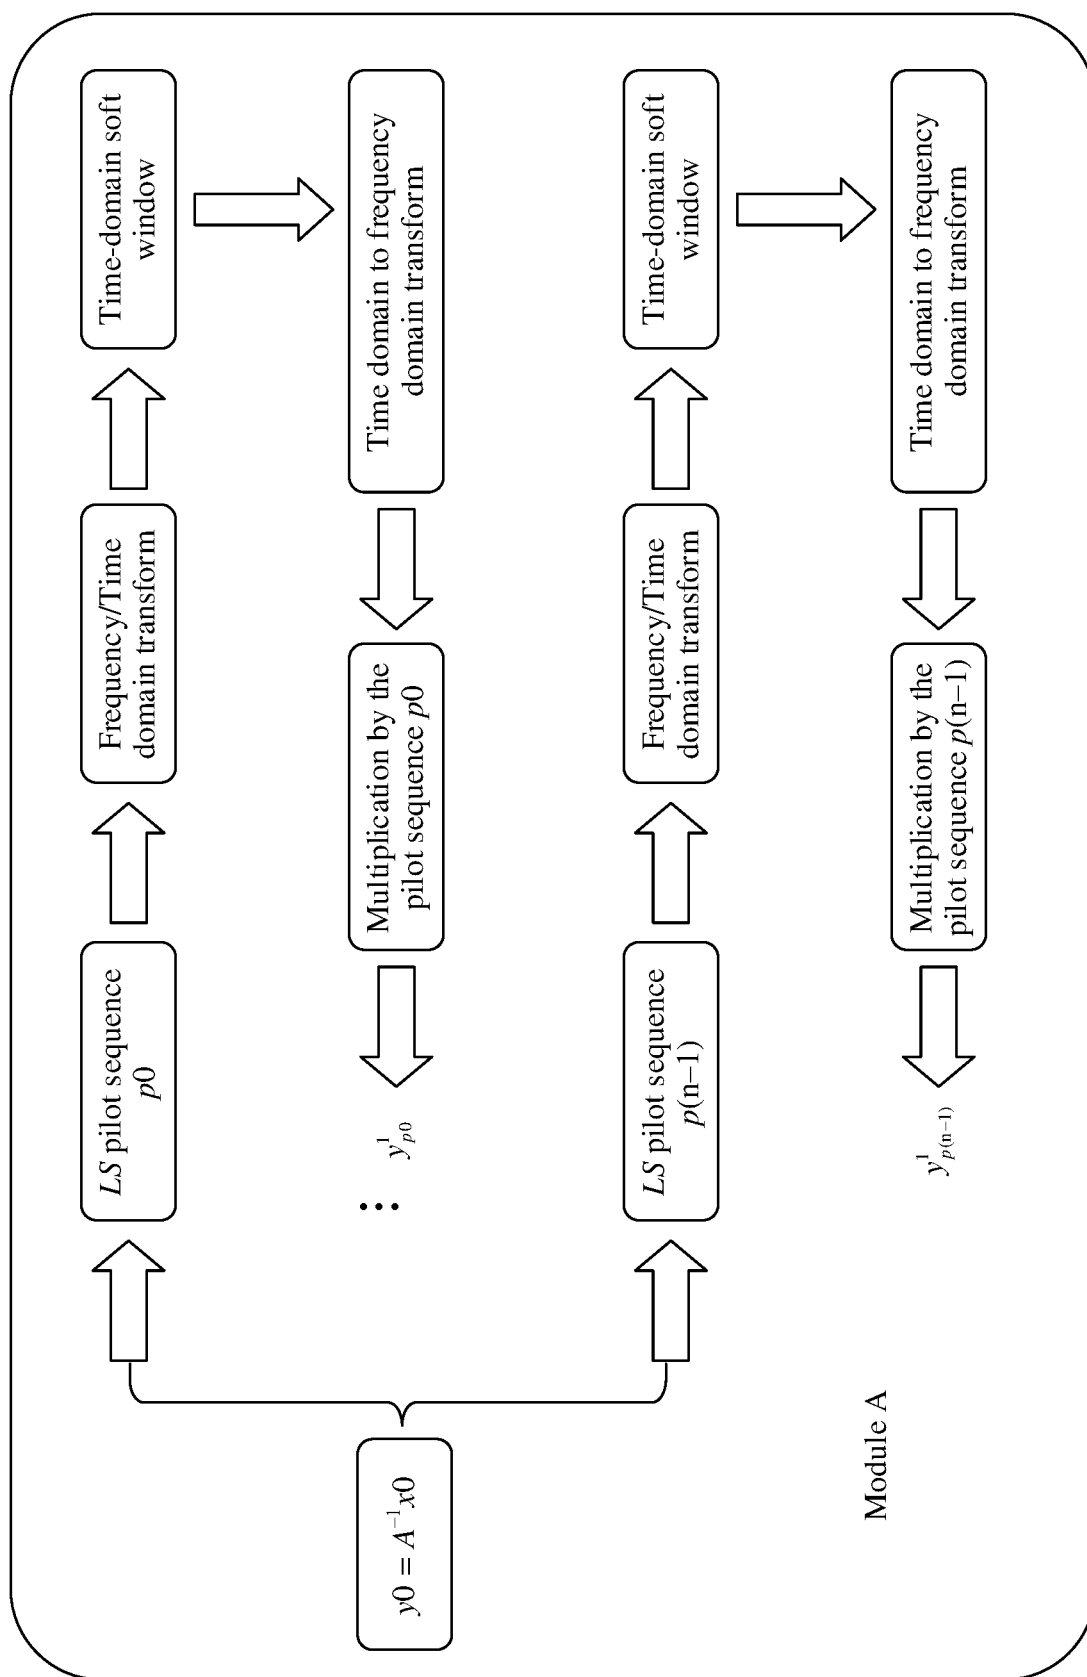 y0 = A⁻¹x0
LS pilot sequence
p0
Frequency/Time
domain transform
Time-domain soft
window
Time domain to frequency
domain transform
Multiplication by the
pilot sequence p0
y¹ₚ₀
...
LS pilot sequence
p(n−1)
Frequency/Time
domain transform
Time-domain soft
window
Time domain to frequency
domain transform
Multiplication by the
pilot sequence p(n−1)
y¹ₚ₍ₙ₋₁₎
Module A